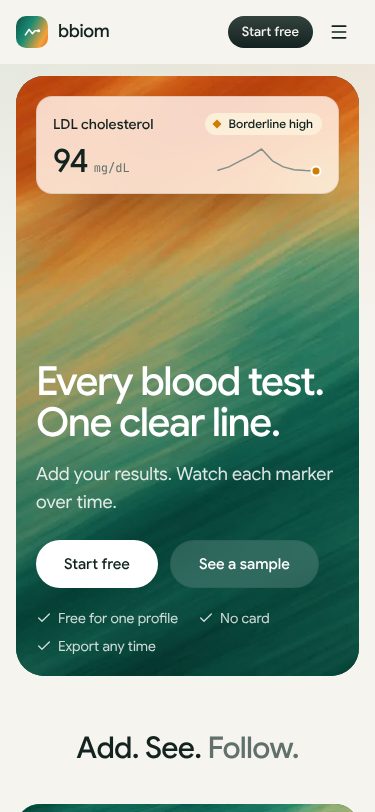 bbiom
Start free
LDL cholesterol
Borderline high
94 mg/dL
Every blood test.
One clear line.
Add your results. Watch each marker
over time.
Start free
See a sample
Free for one profile
No card
Export any time
Add. See. Follow.